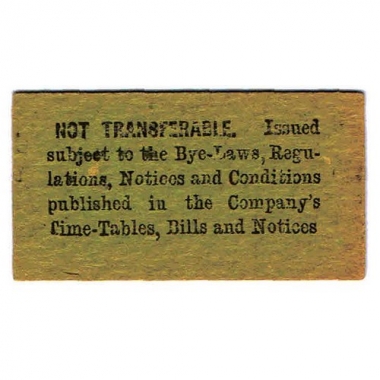 NOT TRANSFERABLE. Issued
subject to the Bye-Laws, Regu-
lations, Notices and Conditions
published in the Company's
Time-Tables, Bills and Notices